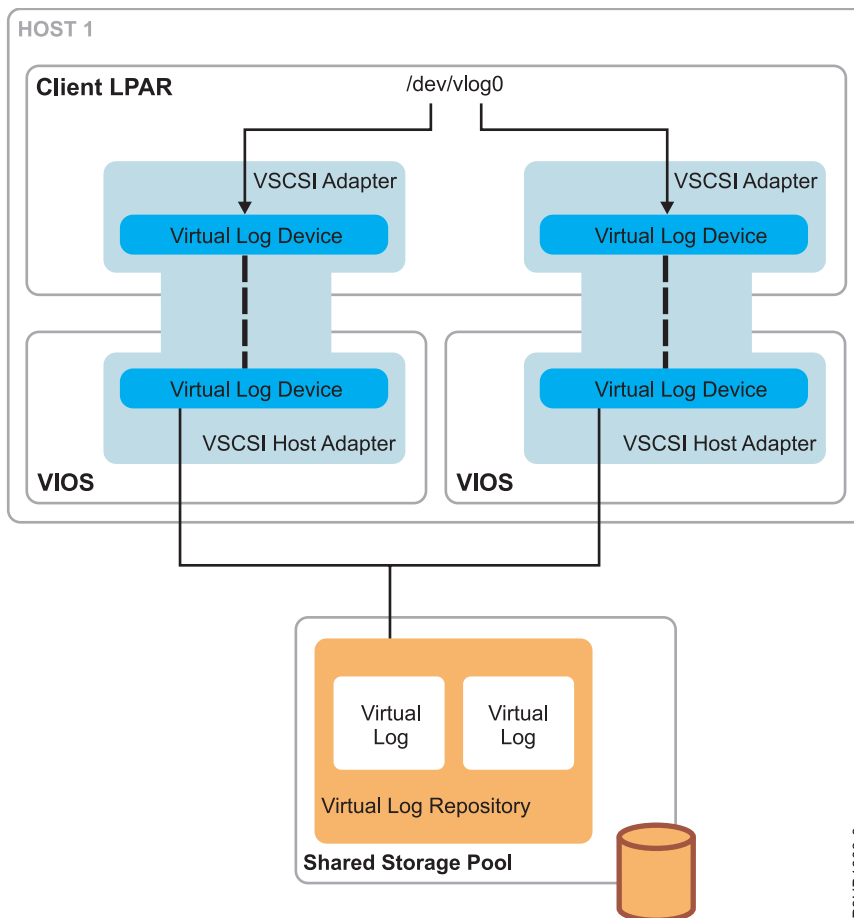 HOST 1
Client LPAR
/dev/vlog0
VSCSI Adapter
VSCSI Adapter
Virtual Log Device
Virtual Log Device
Virtual Log Device
Virtual Log Device
VSCSI Host Adapter
VSCSI Host Adapter
VIOS
VIOS
Virtual
Log
Virtual
Log
Virtual Log Repository
Shared Storage Pool